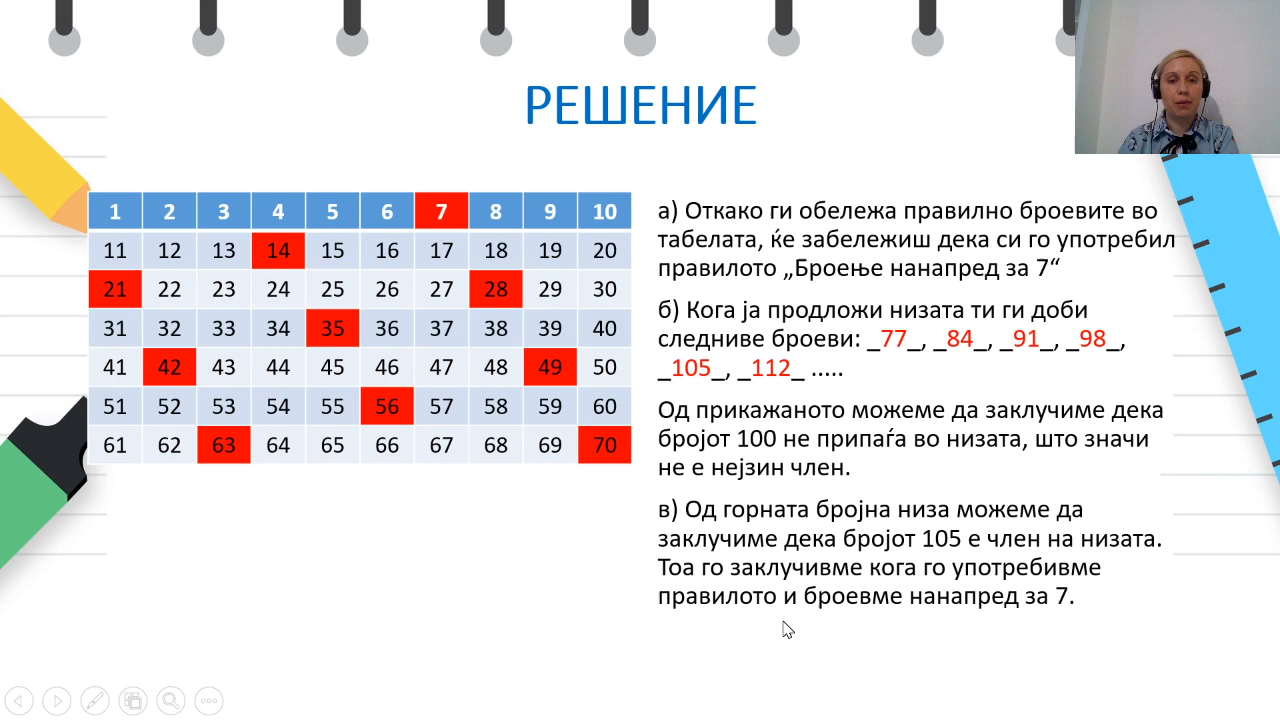 РЕШЕНИЕ
1 2 3 4 5 6 7 8 9 10
11 12 13 14 15 16 17 18 19 20
21 22 23 24 25 26 27 28 29 30
31 32 33 34 35 36 37 38 39 40
41 42 43 44 45 46 47 48 49 50
51 52 53 54 55 56 57 58 59 60
61 62 63 64 65 66 67 68 69 70
а) Откако ги обележа правилно броевите во
табелата, ќе забележиш дека си го употребил
правилото „Броење нанапред за 7“
б) Кога ја продложи низата ти ги доби
следниве броеви: _77_, _84_, _91_, _98_,
_105_, _112_ .....
Од прикажаното можеме да заклучиме дека
бројот 100 не припаѓа во низата, што значи
не е нејзин член.
в) Од горната бројна низа можеме да
заклучиме дека бројот 105 е член на низата.
Тоа го заклучивме кога го употребивме
правилото и броевме нанапред за 7.